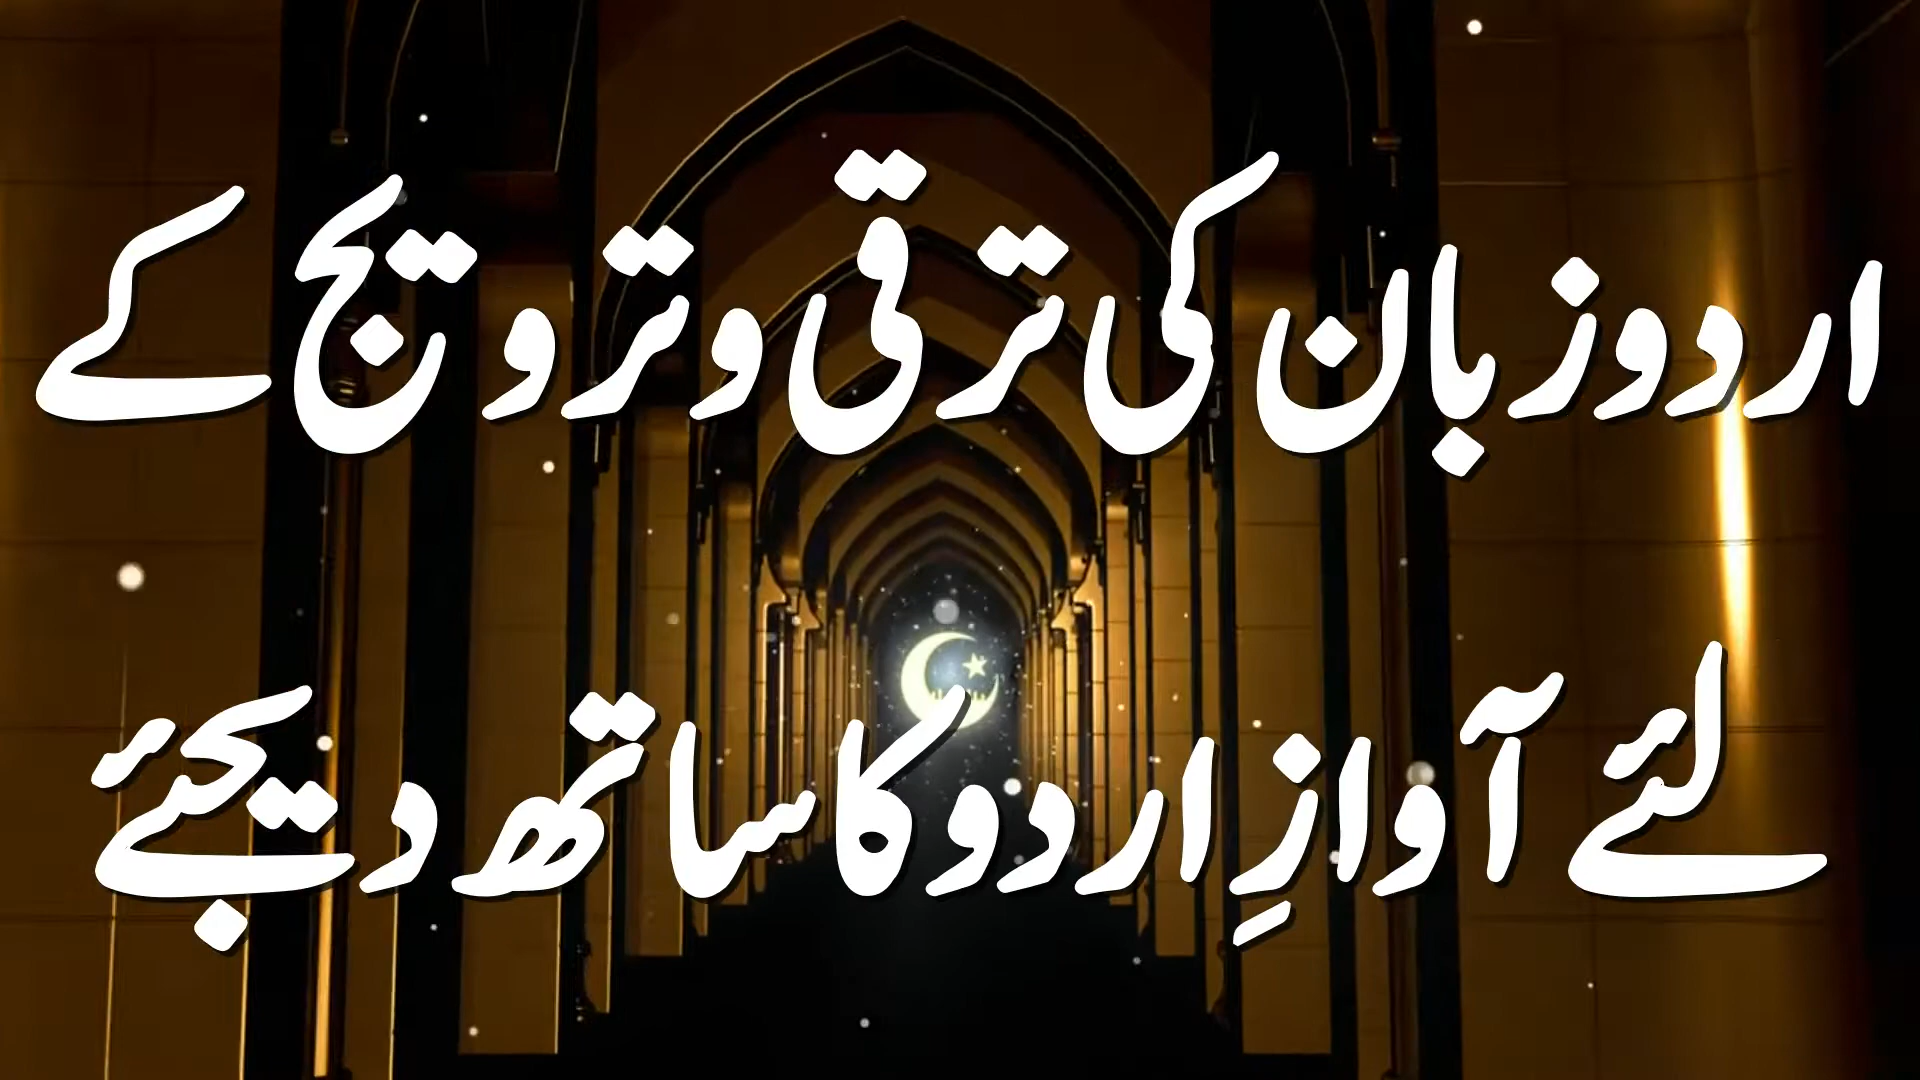 اردو زبان کی ترقی و ترویج کے
لئے آوازِ اردو کا ساتھ دیجئے